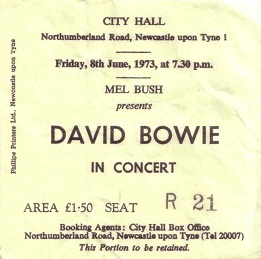 CITY HALL
Northumberland Road, Newcastle upon Tyne 1
Friday, 8th June, 1973, at 7.30 p.m.
MEL BUSH
presents
DAVID BOWIE
IN CONCERT
AREA £1·50 SEAT R 21
Booking Agents: City Hall Box Office
Northumberland Road, Newcastle upon Tyne (Tel 20007)
This Portion to be retained.
Phillips Printers Ltd., Newcastle upon Tyne